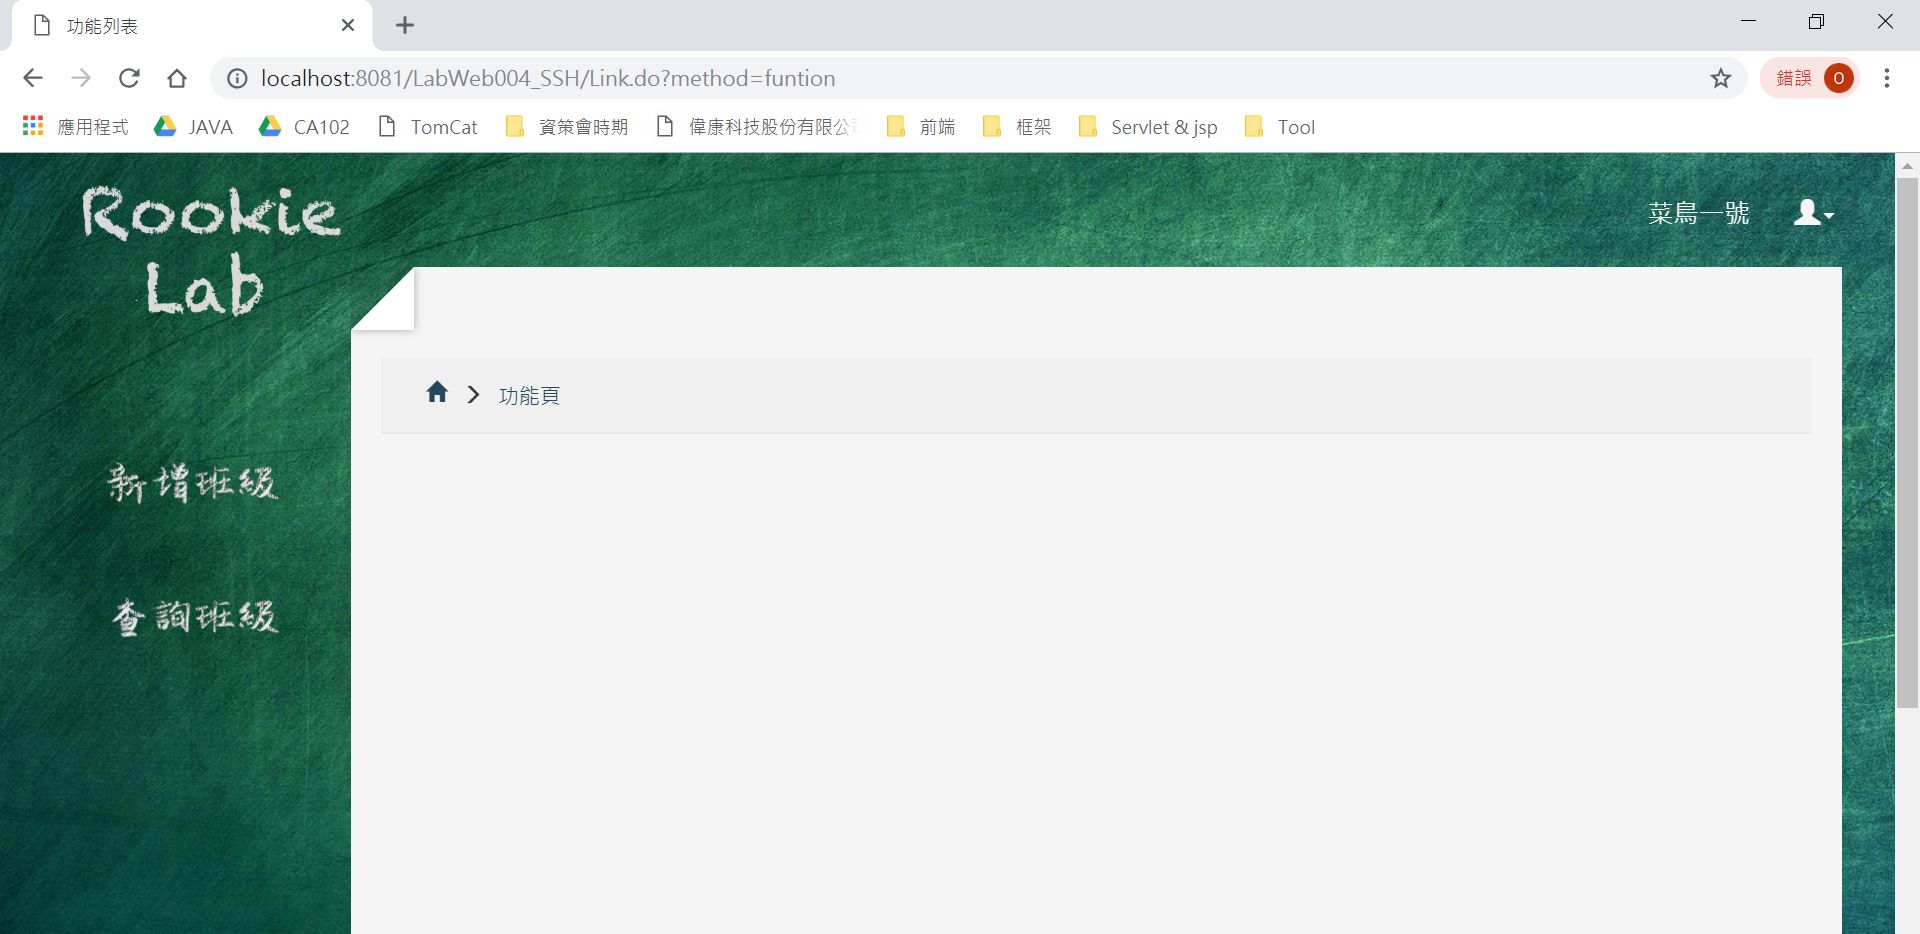 功能列表
localhost:8081/LabWeb004_SSH/Link.do?method=funtion
錯誤 0
應用程式 JAVA CA102 TomCat 資策會時期 偉康科技股份有限公司 前端 框架 Servlet & jsp Tool
Rookie
Lab
菜鳥一號
功能頁
新增班級
查詢班級